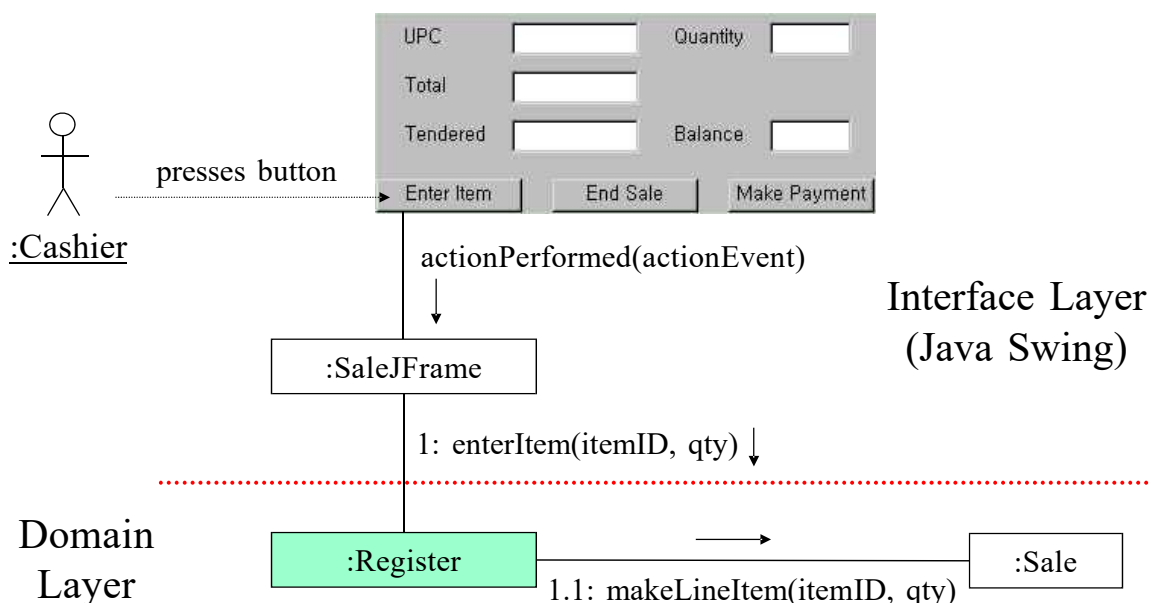 UPC Quantity
Total
Tendered Balance
presses button
Enter Item End Sale Make Payment
:Cashier
actionPerformed(actionEvent)
Interface Layer
(Java Swing)
:SaleJFrame
1: enterItem(itemID, qty)
Domain
Layer
:Register
:Sale
1.1: makeLineItem(itemID, qty)